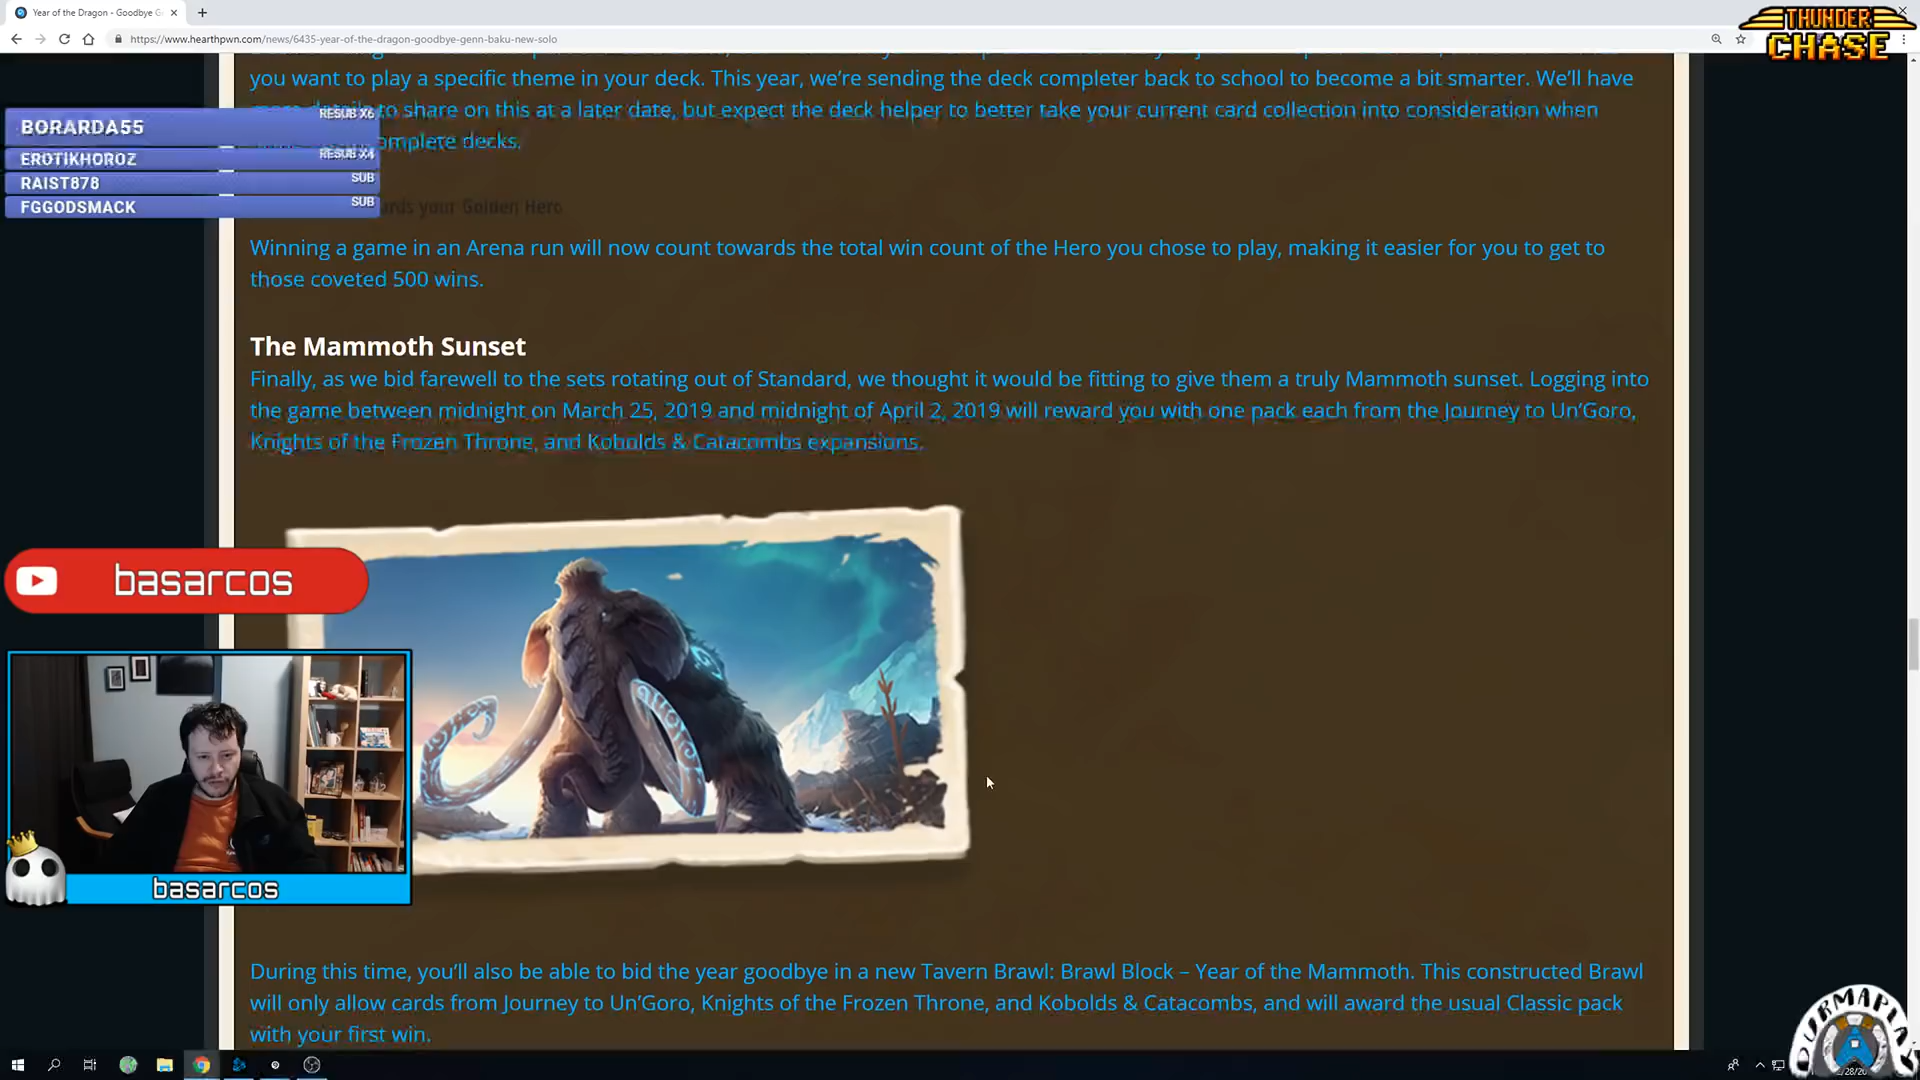 Year of the Dragon - Goodbye G
https://www.hearthpwn.com/news/6435-year-of-the-dragon-goodbye-genn-baku-new-solo
THUNDER
CHASE
you want to play a specific theme in your deck. This year, we're sending the deck completer back to school to become a bit smarter. We'll have
more details to share on this at a later date, but expect the deck helper to better take your current card collection into consideration when
complete decks.
BORARDA55 RESUB X6
EROTIKHOROZ RESUB X4
RAIST878 SUB
FGGODSMACK SUB
your Golden Hero
Winning a game in an Arena run will now count towards the total win count of the Hero you chose to play, making it easier for you to get to
those coveted 500 wins.
The Mammoth Sunset
Finally, as we bid farewell to the sets rotating out of Standard, we thought it would be fitting to give them a truly Mammoth sunset. Logging into
the game between midnight on March 25, 2019 and midnight of April 2, 2019 will reward you with one pack each from the Journey to Un'Goro,
Knights of the Frozen Throne, and Kobolds & Catacombs expansions.
basarcos
basarcos
During this time, you'll also be able to bid the year goodbye in a new Tavern Brawl: Brawl Block – Year of the Mammoth. This constructed Brawl
will only allow cards from Journey to Un'Goro, Knights of the Frozen Throne, and Kobolds & Catacombs, and will award the usual Classic pack
with your first win.
DURMAPLAY